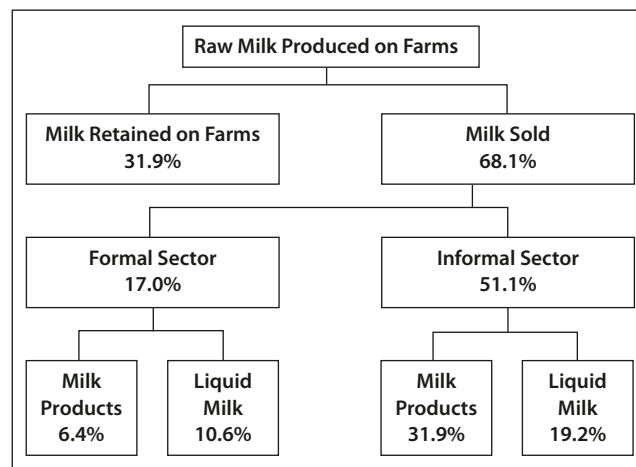 Raw Milk Produced on Farms
Milk Retained on Farms
31.9%
Milk Sold
68.1%
Formal Sector
17.0%
Informal Sector
51.1%
Milk
Products
6.4%
Liquid
Milk
10.6%
Milk
Products
31.9%
Liquid
Milk
19.2%